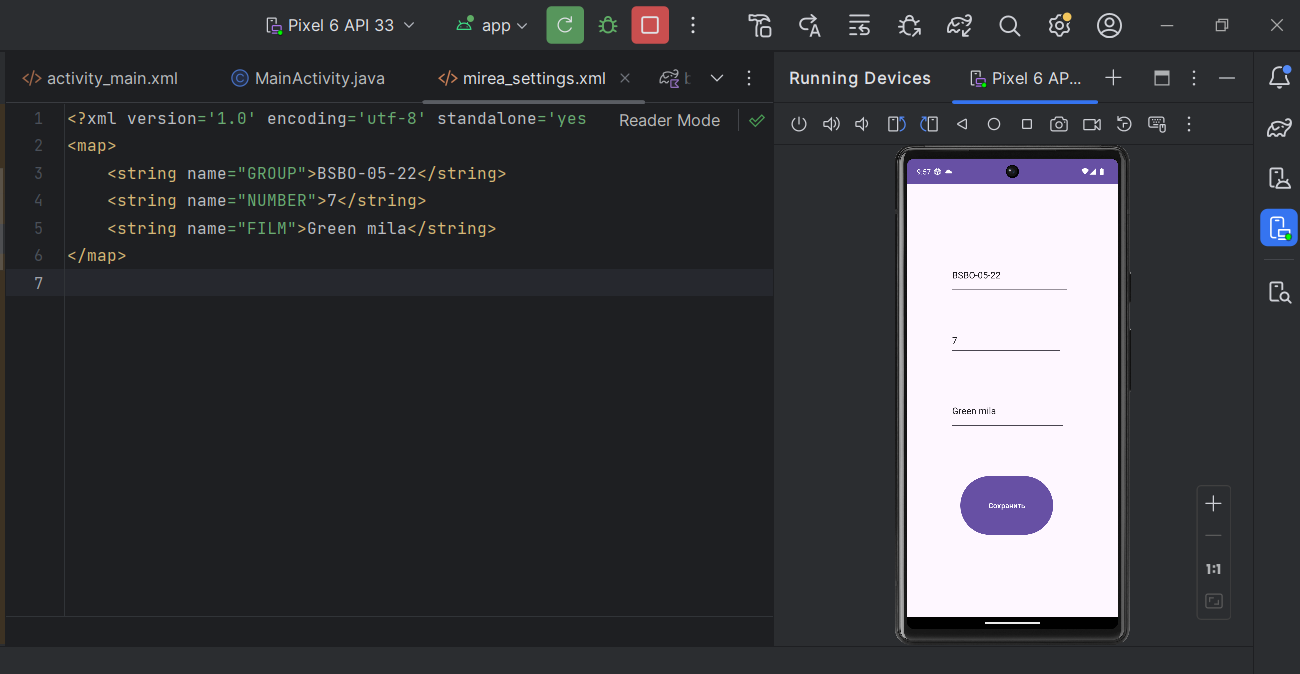 Pixel 6 API 33 app
activity_main.xml MainActivity.java mirea_settings.xml b
Running Devices Pixel 6 AP...
1 <?xml version='1.0' encoding='utf-8' standalone='yes Reader Mode
2 <map>
3 <string name="GROUP">BSBO-05-22</string>
4 <string name="NUMBER">7</string>
5 <string name="FILM">Green mila</string>
6 </map>
7
9:57
BSBO-05-22
7
Green mila
Сохранить
1:1